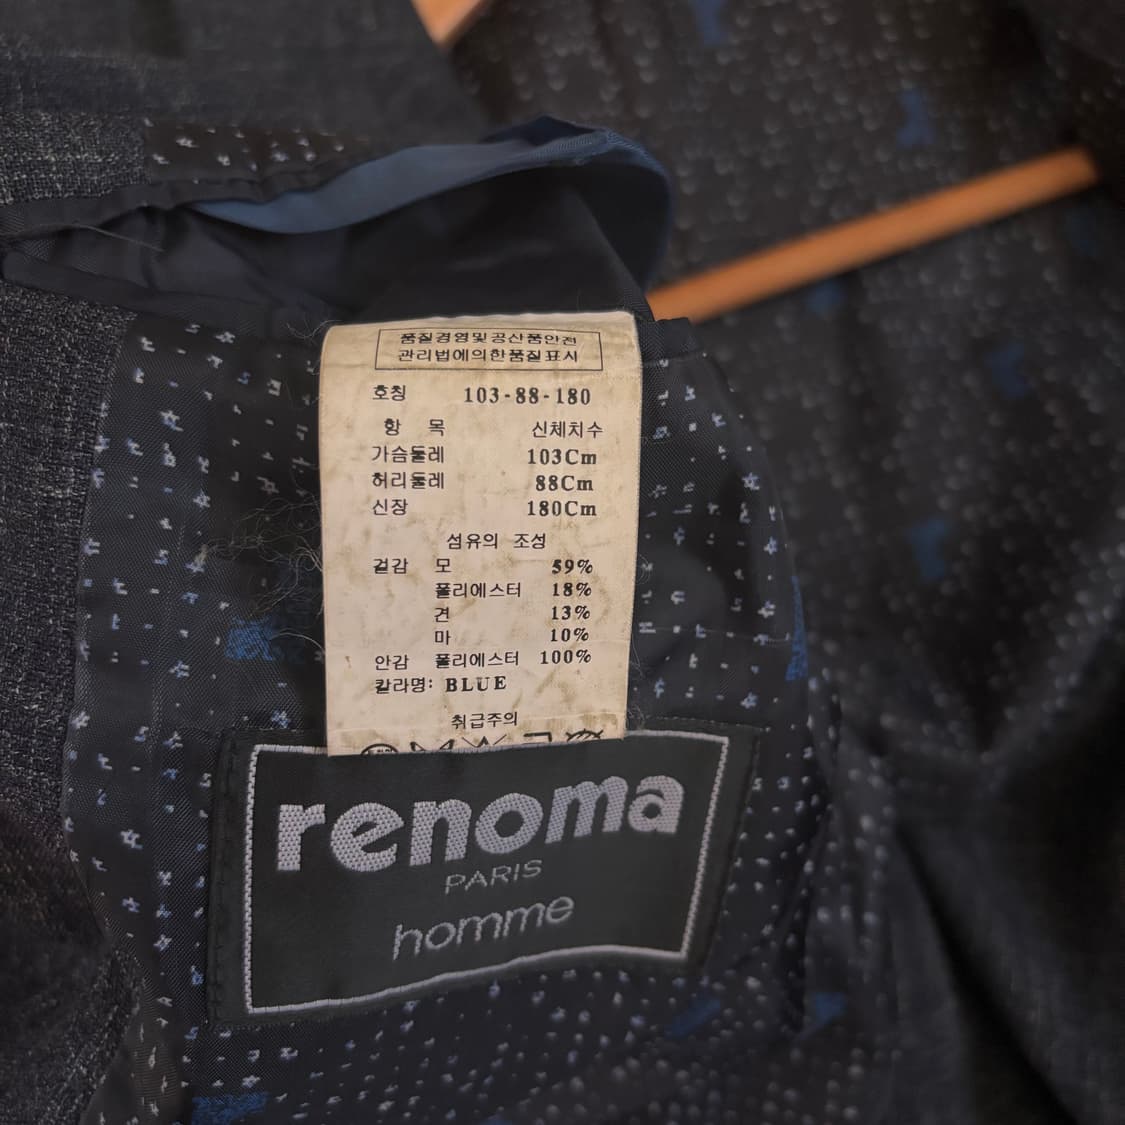 품질경영및공산품안전
관리법에의한품질표시
호칭 103-88-180
항 목 신체치수
가슴둘레 103Cm
허리둘레 88Cm
신장 180Cm
섬유의 조성
겉감 모 59%
폴리에스터 18%
견 13%
마 10%
안감 폴리에스터 100%
칼라명: BLUE
취급주의
renoma
PARIS
homme